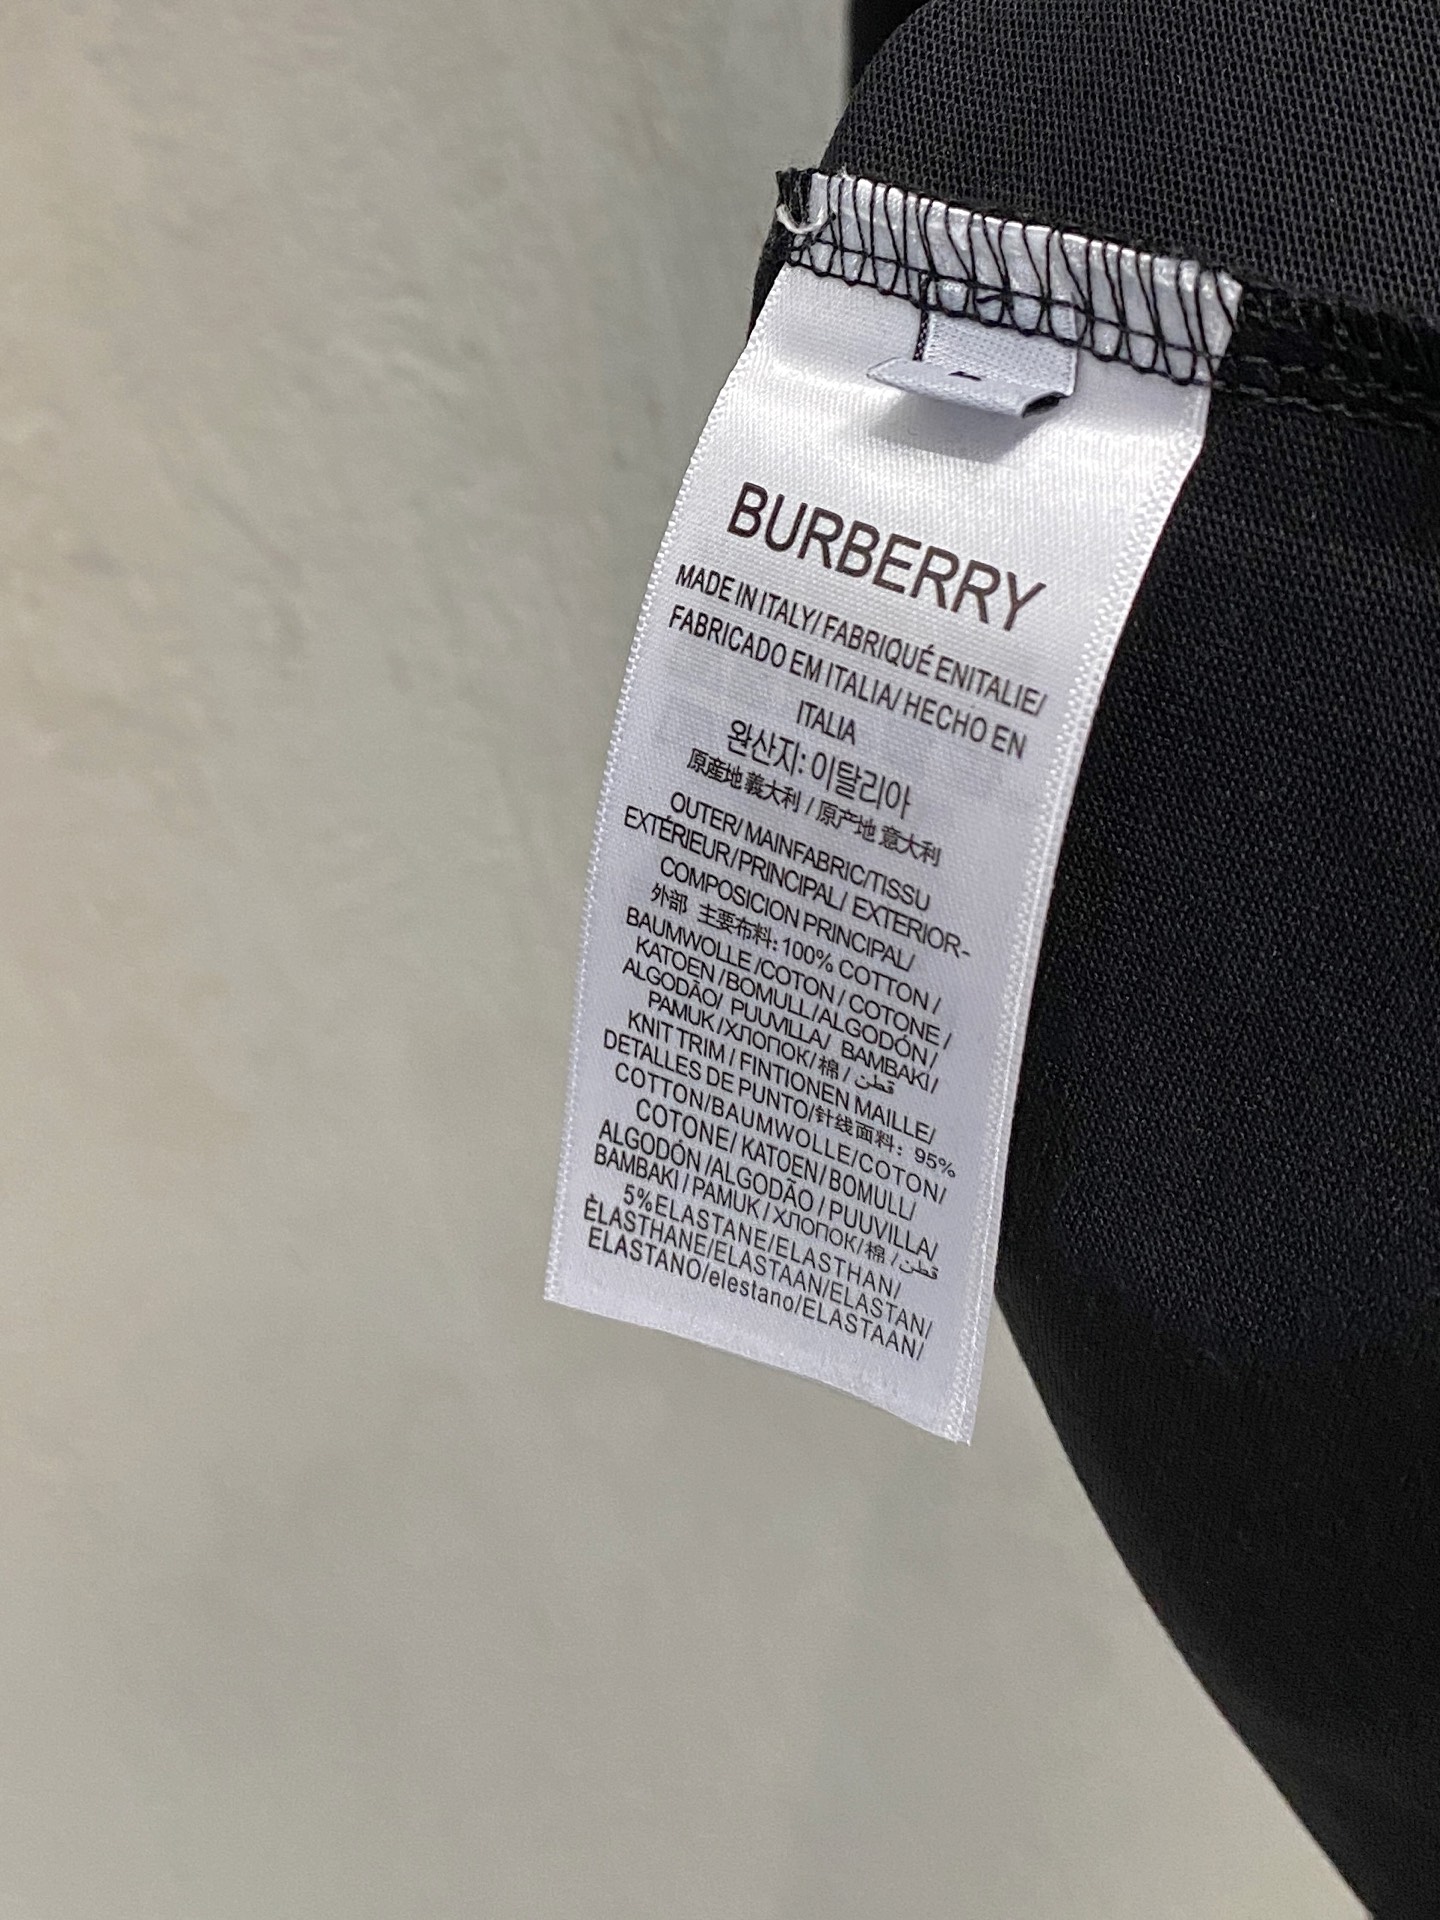 BURBERRY
MADE IN ITALY/ FABRIQUÉ ENITALIE/
FABRICADO EM ITALIA/ HECHO EN
ITALIA
완산지: 이탈리아
原産地 義大利 / 原产地 意大利
OUTER/ MAINFABRIC/TISSU
EXTÉRIEUR/PRINCIPAL/ EXTERIOR-
COMPOSICION PRINCIPAL/
外部 主要布料: 100% COTTON /
BAUMWOLLE /COTON / COTONE /
KATOEN /BOMULL/ALGODÓN /
ALGODÃO/ PUUVILLA/ BAMBAKI/
PAMUK /ХЛОПОК/ 棉 / قطن
KNIT TRIM / FINTIONEN MAILLE/
DETALLES DE PUNTO/针线面料: 95%
COTTON/BAUMWOLLE/COTON/
COTONE/ KATOEN/BOMULL/
ALGODÓN /ALGODÃO / PUUVILLA/
BAMBAKI / PAMUK / ХЛОПОК/ 棉 / قطن
5%ELASTANE/ELASTHAN/
ÈLASTHANE/ELASTAAN/ELASTAN/
ELASTANO/elestano/ELASTAAN/